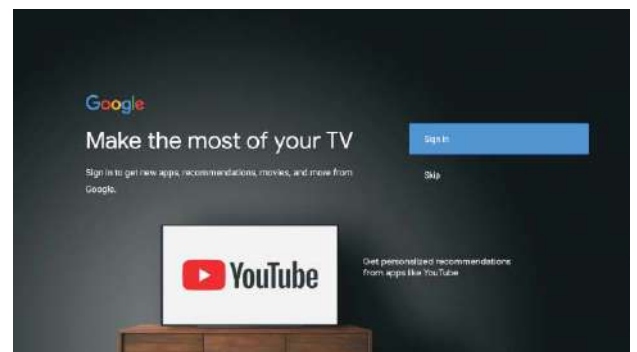 Google
Make the most of your TV
Sign in
Sign in to get new apps, recommendations, movies, and more from
Google.
Skip
YouTube
Get personalized recommendations
from apps like YouTube